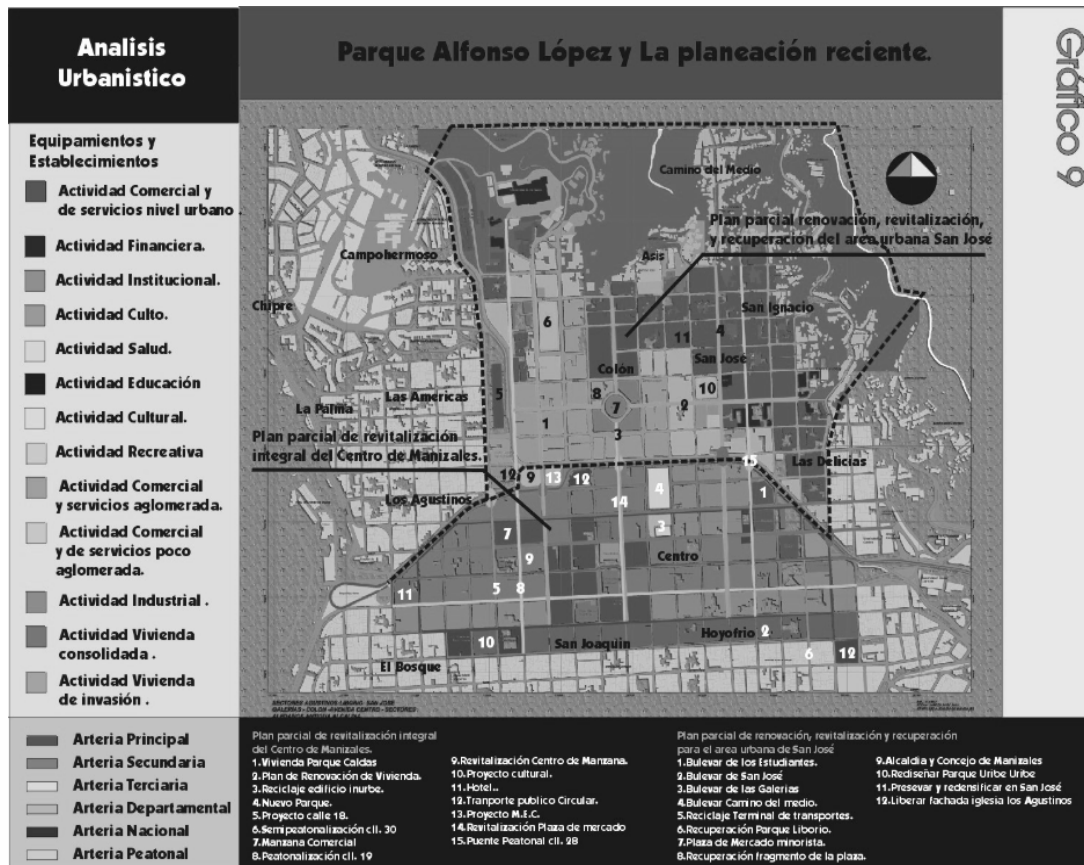 Analisis
Urbanistico
Parque Alfonso López y La planeación reciente.
Gráfico 9
Equipamientos y
Establecimientos
Actividad Comercial y
de servicios nivel urbano .
Actividad Financiera.
Actividad Institucional.
Actividad Culto.
Actividad Salud.
Actividad Educación
Actividad Cultural.
Actividad Recreativa
Actividad Comercial
y servicios aglomerada.
Actividad Comercial
y de servicios poco
aglomerada.
Actividad Industrial .
Actividad Vivienda
consolidada .
Actividad Vivienda
de invasión .
Arteria Principal
Arteria Secundaria
Arteria Terciaria
Arteria Departamental
Arteria Nacional
Arteria Peatonal
Camino del Medio
Plan parcial renovación, revitalización,
y recuperación del area urbana San José
Campohermoso
Asis
Chipre
San Ignacio
6
11
4
San José
Colón
Las Americas
La Palma
5
8
7
10
2
1
3
Plan parcial de revitalización
integral del Centro de Manizales.
12
9
13
12
15
Las Delicias
Los Agustinos
4
14
1
7
3
9
Centro
11
5
8
10
San Joaquin
Hoyofrio
2
El Bosque
6
12
SECTORES AGUSTINOS-LIBORIO- SAN JOSE
GALERIAS - COLON -AVENIDA CENTRO - SECTORES
Plan parcial de revitalización integral
del Centro de Manizales.
1.Vivienda Parque Caldas
2.Plan de Renovación de Vivienda.
3.Reciclaje edificio inurbe.
4.Nuevo Parque.
5.Proyecto calle 18.
6.Semipeatonalización cll. 30
7.Manzana Comercial
8.Peatonalización cll. 19
9.Revitalización Centro de Manzana.
10.Proyecto cultural.
11.Hotel..
12.Tranporte publico Circular.
13.Proyecto M.E.C.
14.Revitalización Plaza de mercado
15.Puente Peatonal cll. 28
Plan parcial de renovación, revitalización y recuperación
para el area urbana de San José
1.Bulevar de los Estudiantes.
2.Bulevar de San José
3.Bulevar de las Galerias
4.Bulevar Camino del medio.
5.Reciclaje Terminal de transportes.
6.Recuperación Parque Liborio.
7.Plaza de Mercado minorista.
8.Recuperación fragmento de la plaza.
9.Alcaldia y Concejo de Manizales
10.Rediseñar Parque Uribe Uribe
11.Presevar y redensificar en San José
12.Liberar fachada iglesia los Agustinos